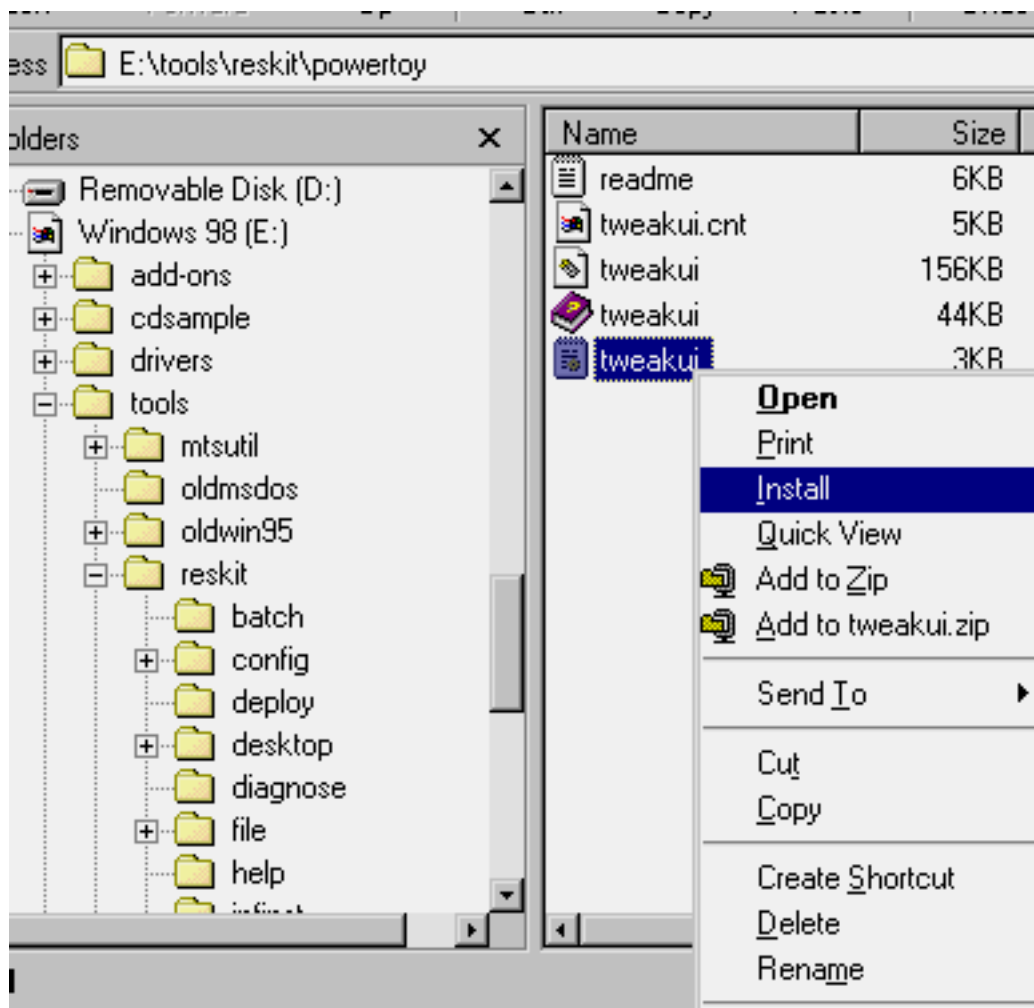 ess E:\tools\reskit\powertoy
olders
Removable Disk (D:)
Windows 98 (E:)
add-ons
cdsample
drivers
tools
mtsutil
oldmsdos
oldwin95
reskit
batch
config
deploy
desktop
diagnose
file
help
Name Size
readme 6KB
tweakui.cnt 5KB
tweakui 156KB
tweakui 44KB
tweakui 3KB
Open
Print
Install
Quick View
Add to Zip
Add to tweakui.zip
Send To
Cut
Copy
Create Shortcut
Delete
Rename